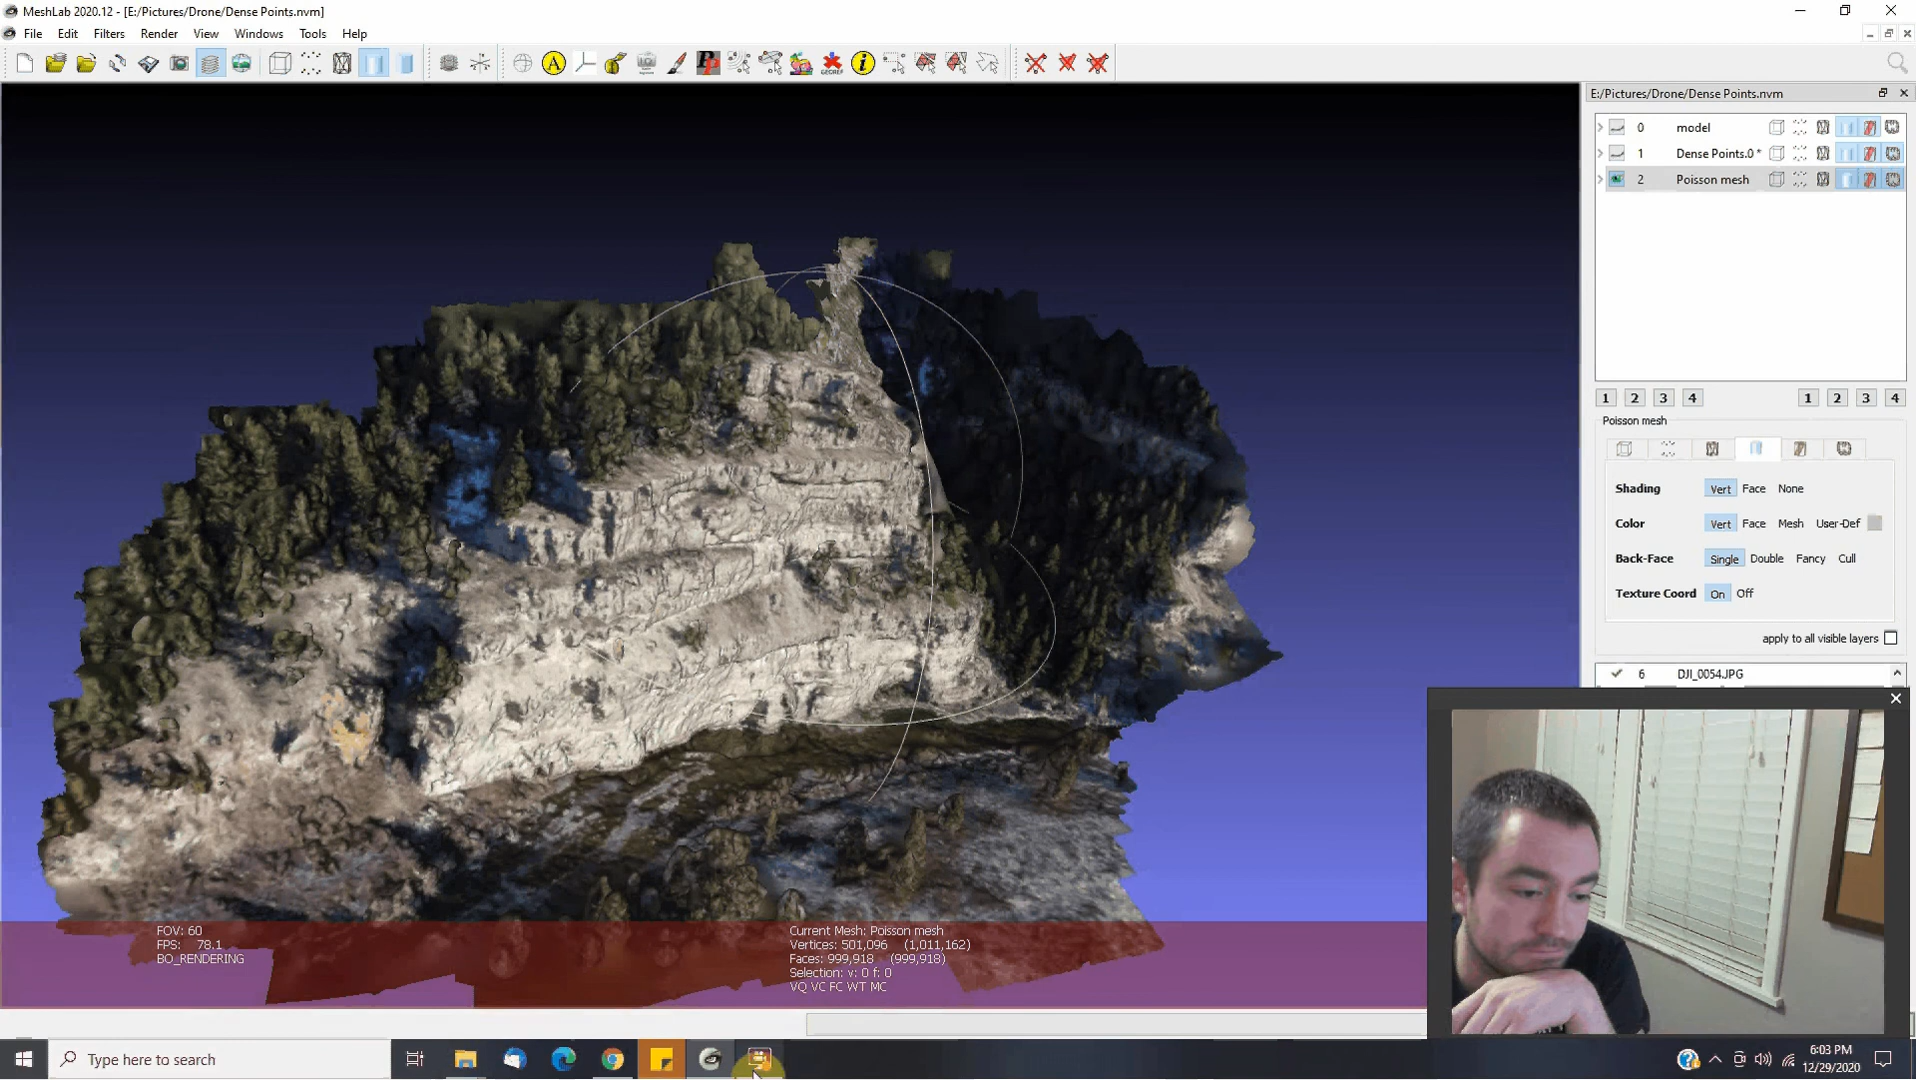 MeshLab 2020.12 - [E:/Pictures/Drone/Dense Points.nvm]
File Edit Filters Render View Windows Tools Help
E:/Pictures/Drone/Dense Points.nvm
0 model
1 Dense Points.0 *
2 Poisson mesh
1 2 3 4 1 2 3 4
Poisson mesh
Shading Vert Face None
Color Vert Face Mesh User-Def
Back-Face Single Double Fancy Cull
Texture Coord On Off
apply to all visible layers
6 DJI_0054.JPG
FOV: 60
FPS: 78.1
BO_RENDERING
Current Mesh: Poisson mesh
Vertices: 501,096 (1,011,162)
Faces: 999,918 (999,918)
Selection: v: 0 f: 0
VQ VC FC WT MC
Type here to search
6:03 PM
12/29/2020